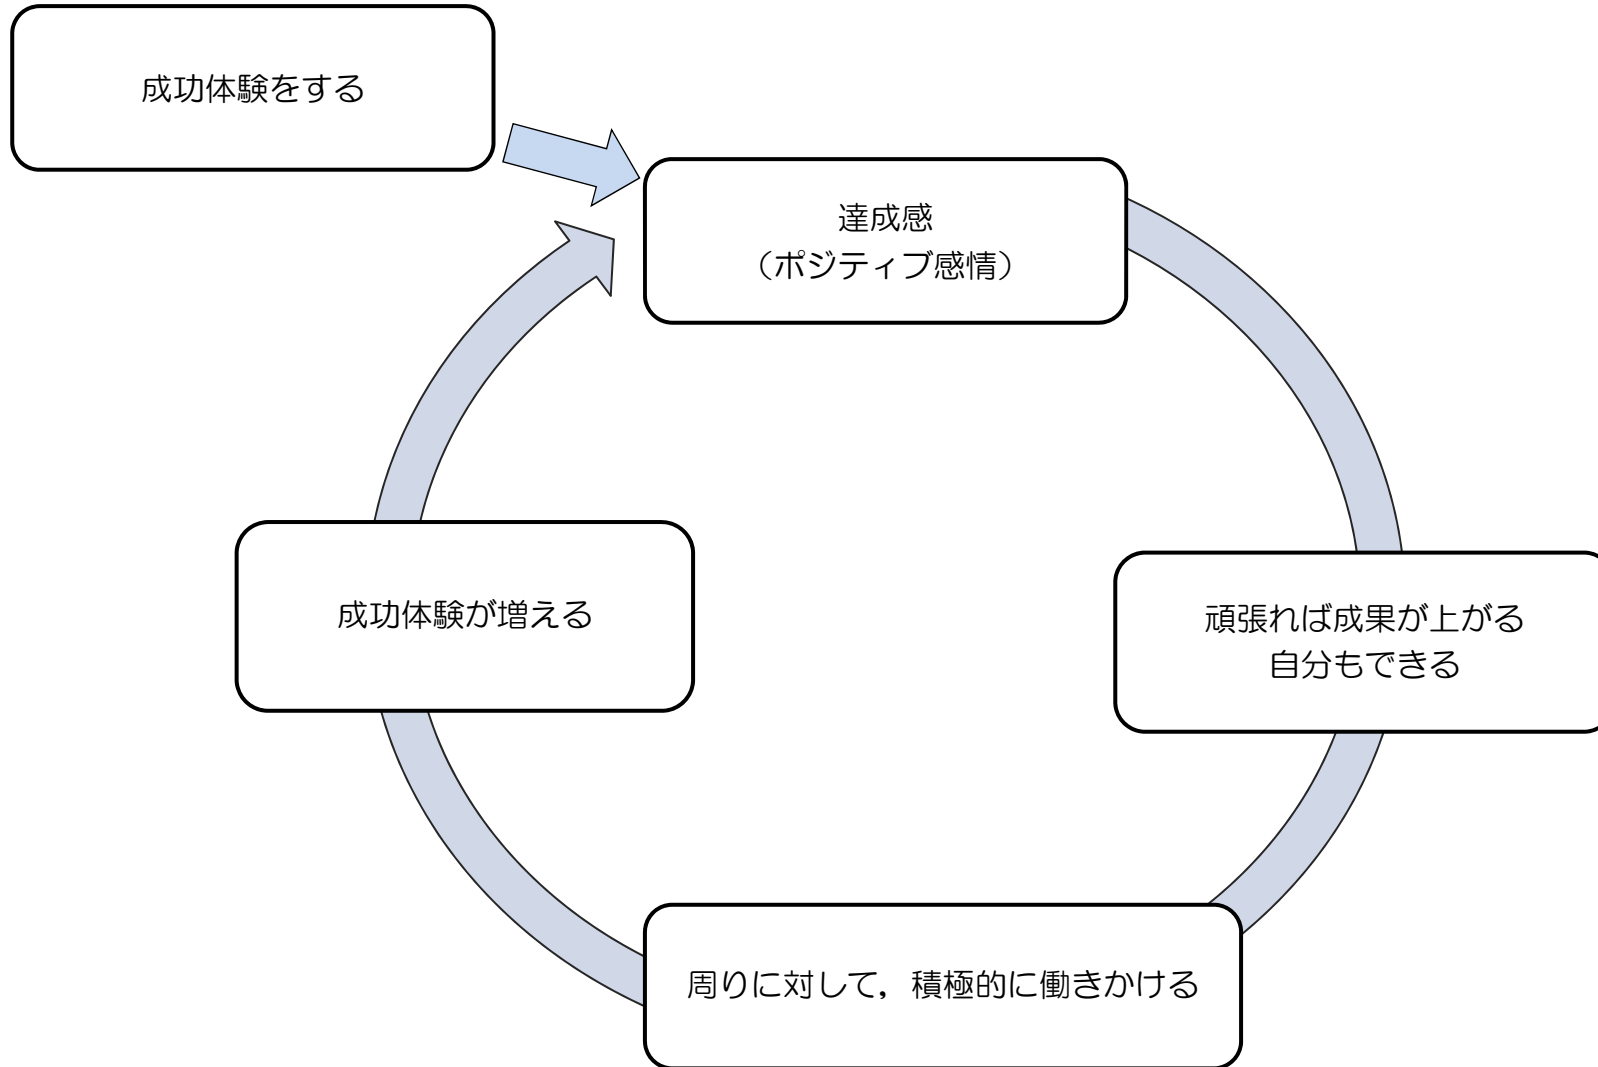 成功体験をする
達成感
（ポジティブ感情）
頑張れば成果が上がる
自分もできる
周りに対して，積極的に働きかける
成功体験が増える